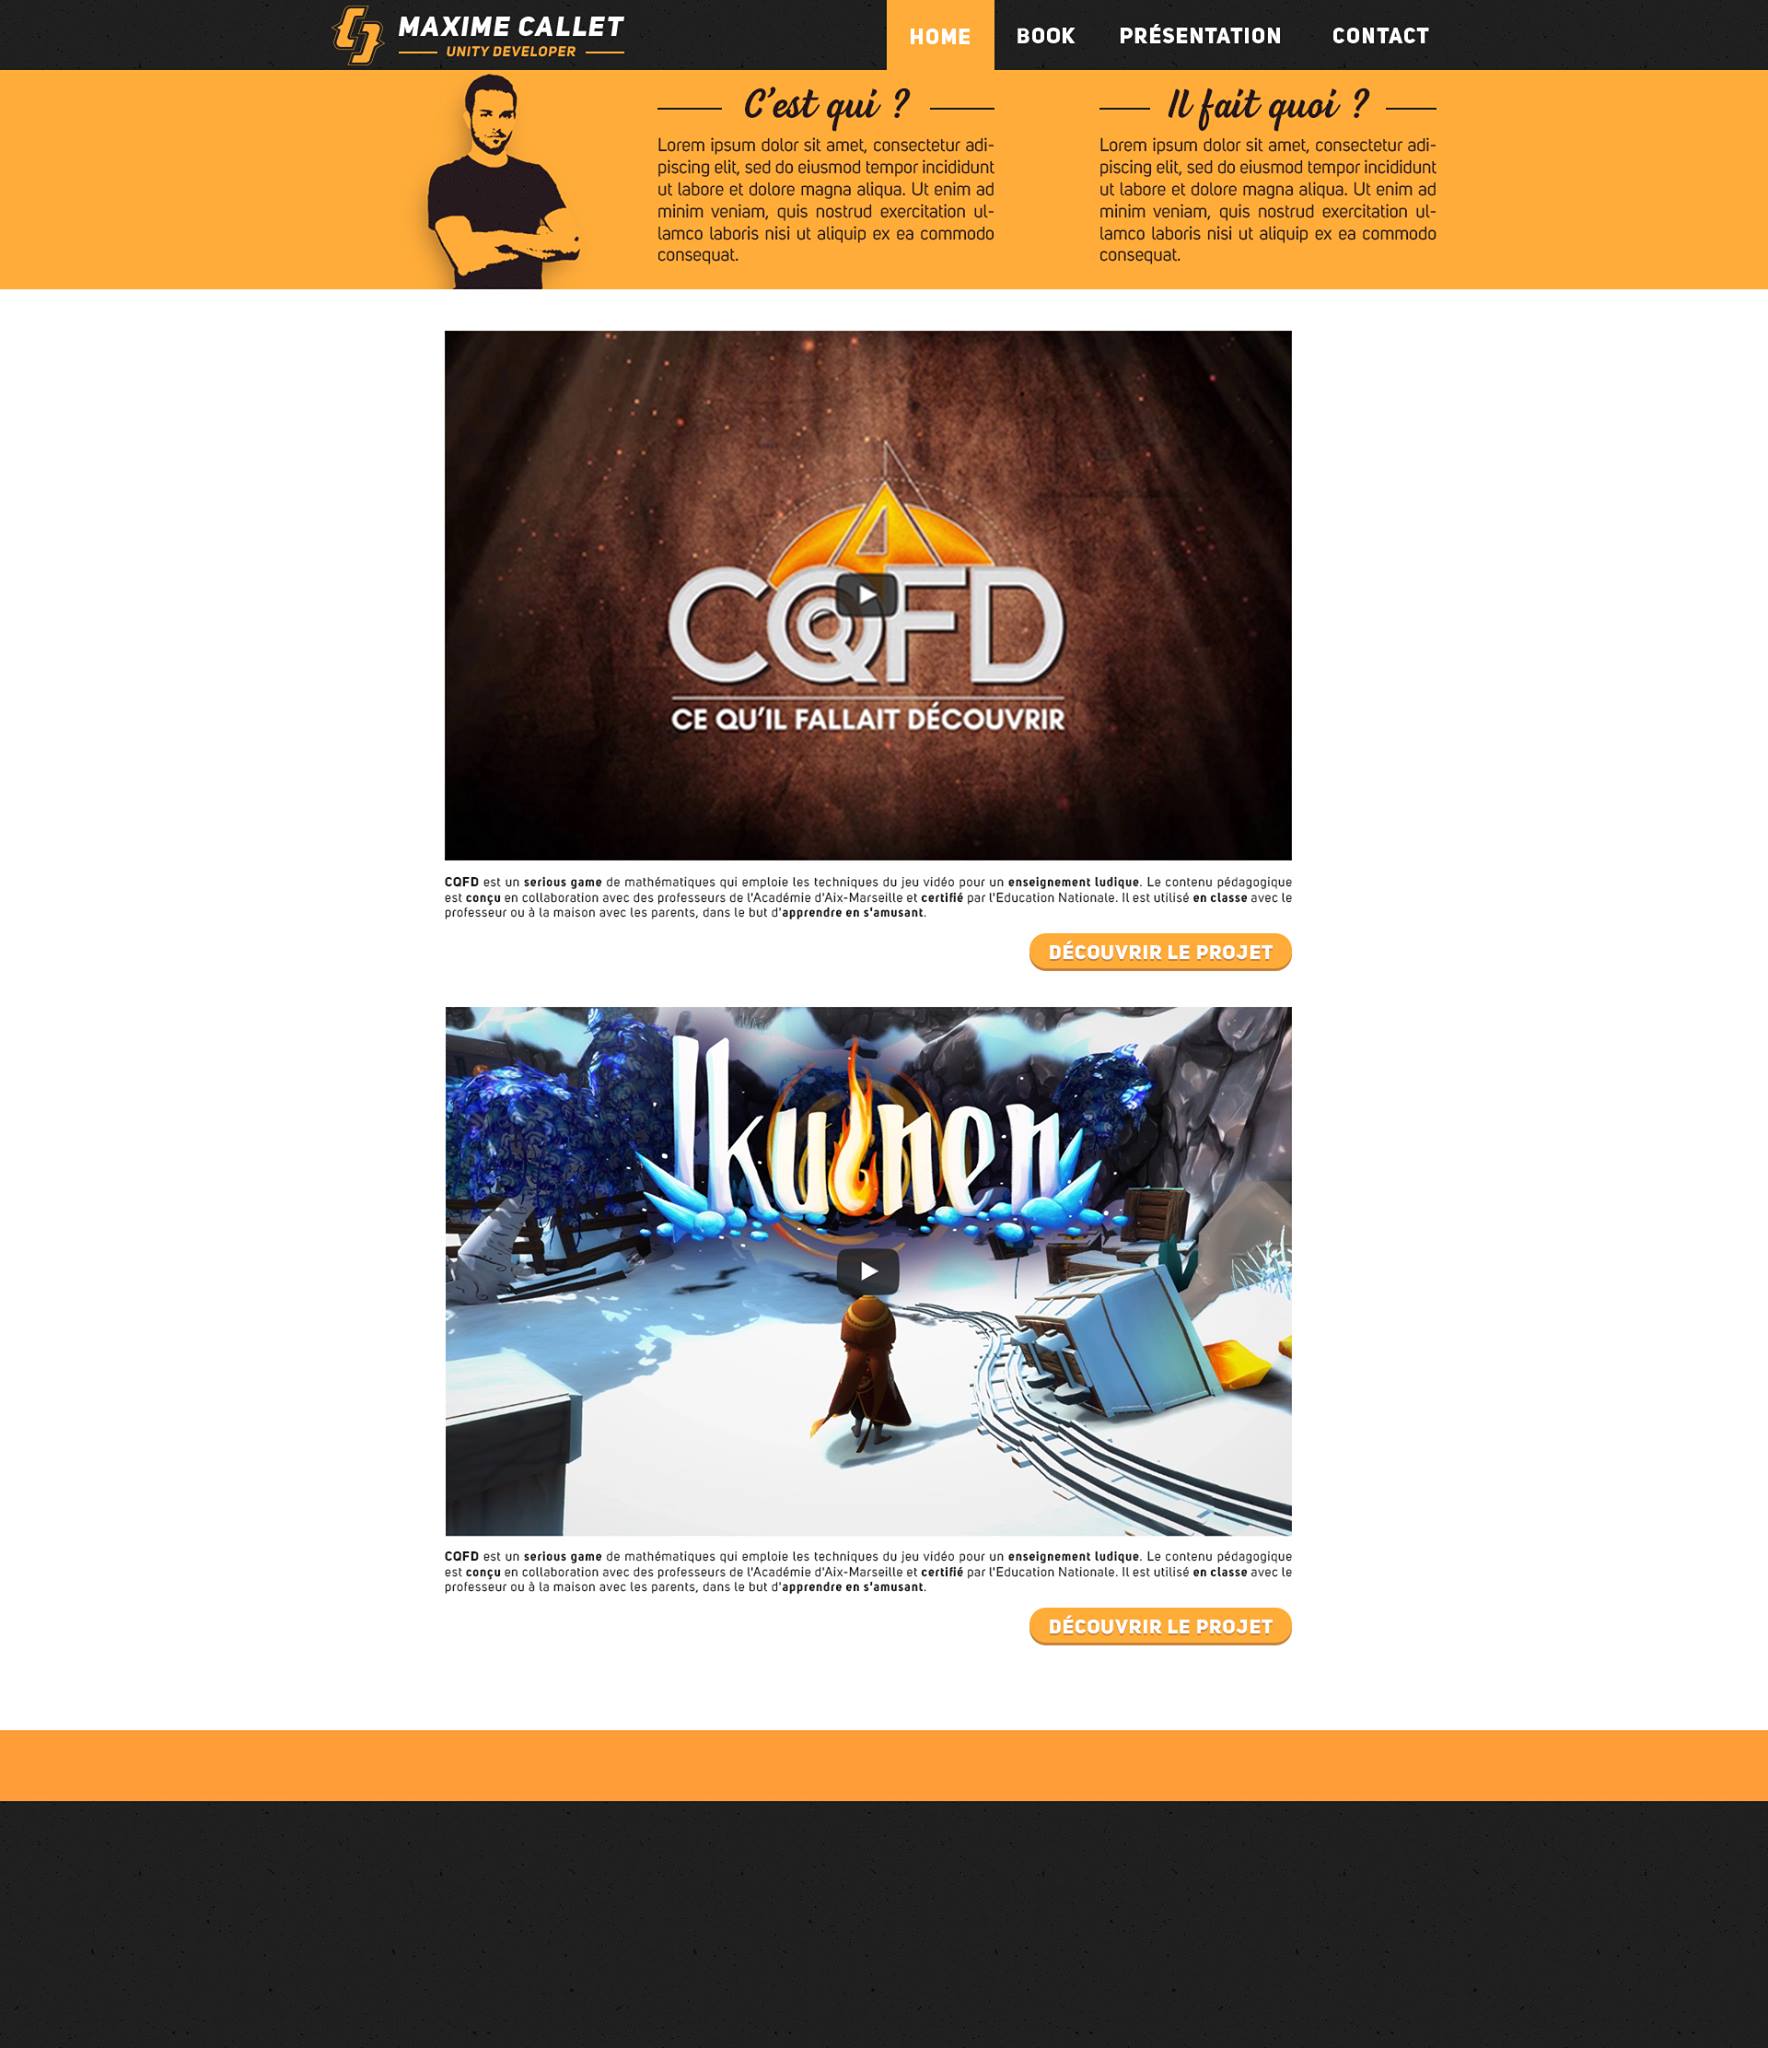 MAXIME CALLET
UNITY DEVELOPER
HOME
BOOK
PRÉSENTATION
CONTACT
C'est qui ?
Lorem ipsum dolor sit amet, consectetur adi-
piscing elit, sed do eiusmod tempor incididunt
ut labore et dolore magna aliqua. Ut enim ad
minim veniam, quis nostrud exercitation ul-
lamco laboris nisi ut aliquip ex ea commodo
consequat.
Il fait quoi ?
Lorem ipsum dolor sit amet, consectetur adi-
piscing elit, sed do eiusmod tempor incididunt
ut labore et dolore magna aliqua. Ut enim ad
minim veniam, quis nostrud exercitation ul-
lamco laboris nisi ut aliquip ex ea commodo
consequat.
CQFD
CE QU'IL FALLAIT DÉCOUVRIR
CQFD est un serious game de mathématiques qui emploie les techniques du jeu vidéo pour un enseignement ludique. Le contenu pédagogique
est conçu en collaboration avec des professeurs de l'Académie d'Aix-Marseille et certifié par l'Education Nationale. Il est utilisé en classe avec le
professeur ou à la maison avec les parents, dans le but d'apprendre en s'amusant.
DÉCOUVRIR LE PROJET
Ikuinen
CQFD est un serious game de mathématiques qui emploie les techniques du jeu vidéo pour un enseignement ludique. Le contenu pédagogique
est conçu en collaboration avec des professeurs de l'Académie d'Aix-Marseille et certifié par l'Education Nationale. Il est utilisé en classe avec le
professeur ou à la maison avec les parents, dans le but d'apprendre en s'amusant.
DÉCOUVRIR LE PROJET